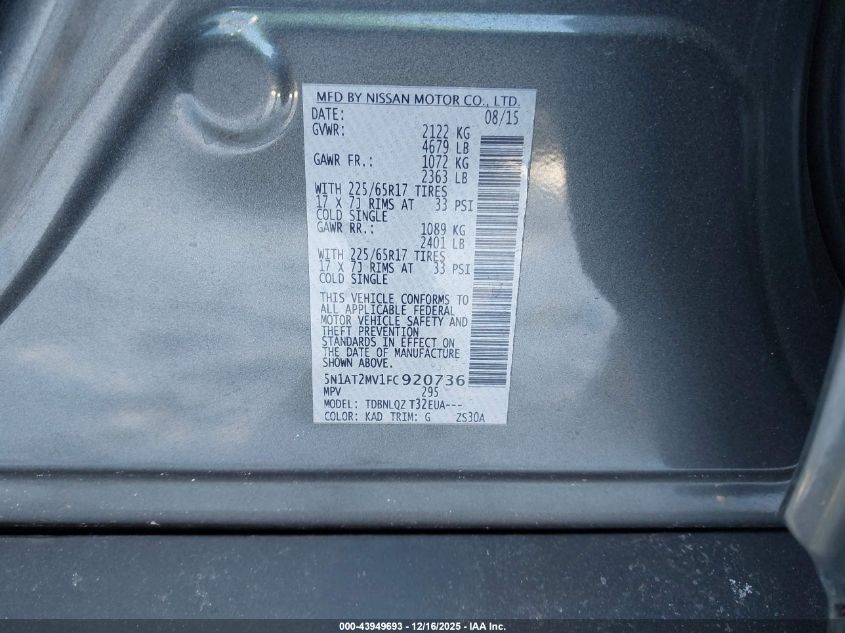 MFD BY NISSAN MOTOR CO., LTD.
DATE: 08/15
GVWR: 2122 KG
4679 LB
GAWR FR.: 1072 KG
2363 LB
WITH 225/65R17 TIRES
17 X 7J RIMS AT 33 PSI
COLD SINGLE
GAWR RR.: 1089 KG
2401 LB
WITH 225/65R17 TIRES
17 X 7J RIMS AT 33 PSI
COLD SINGLE
THIS VEHICLE CONFORMS TO
ALL APPLICABLE FEDERAL
MOTOR VEHICLE SAFETY AND
THEFT PREVENTION
STANDARDS IN EFFECT ON
THE DATE OF MANUFACTURE
SHOWN ABOVE.
5N1AT2MV1FC920736
MPV 295
MODEL: TDBNLQZ T32EUA---
COLOR: KAD TRIM: G ZS30A
000-43949693 - 12/16/2025 - IAA Inc.